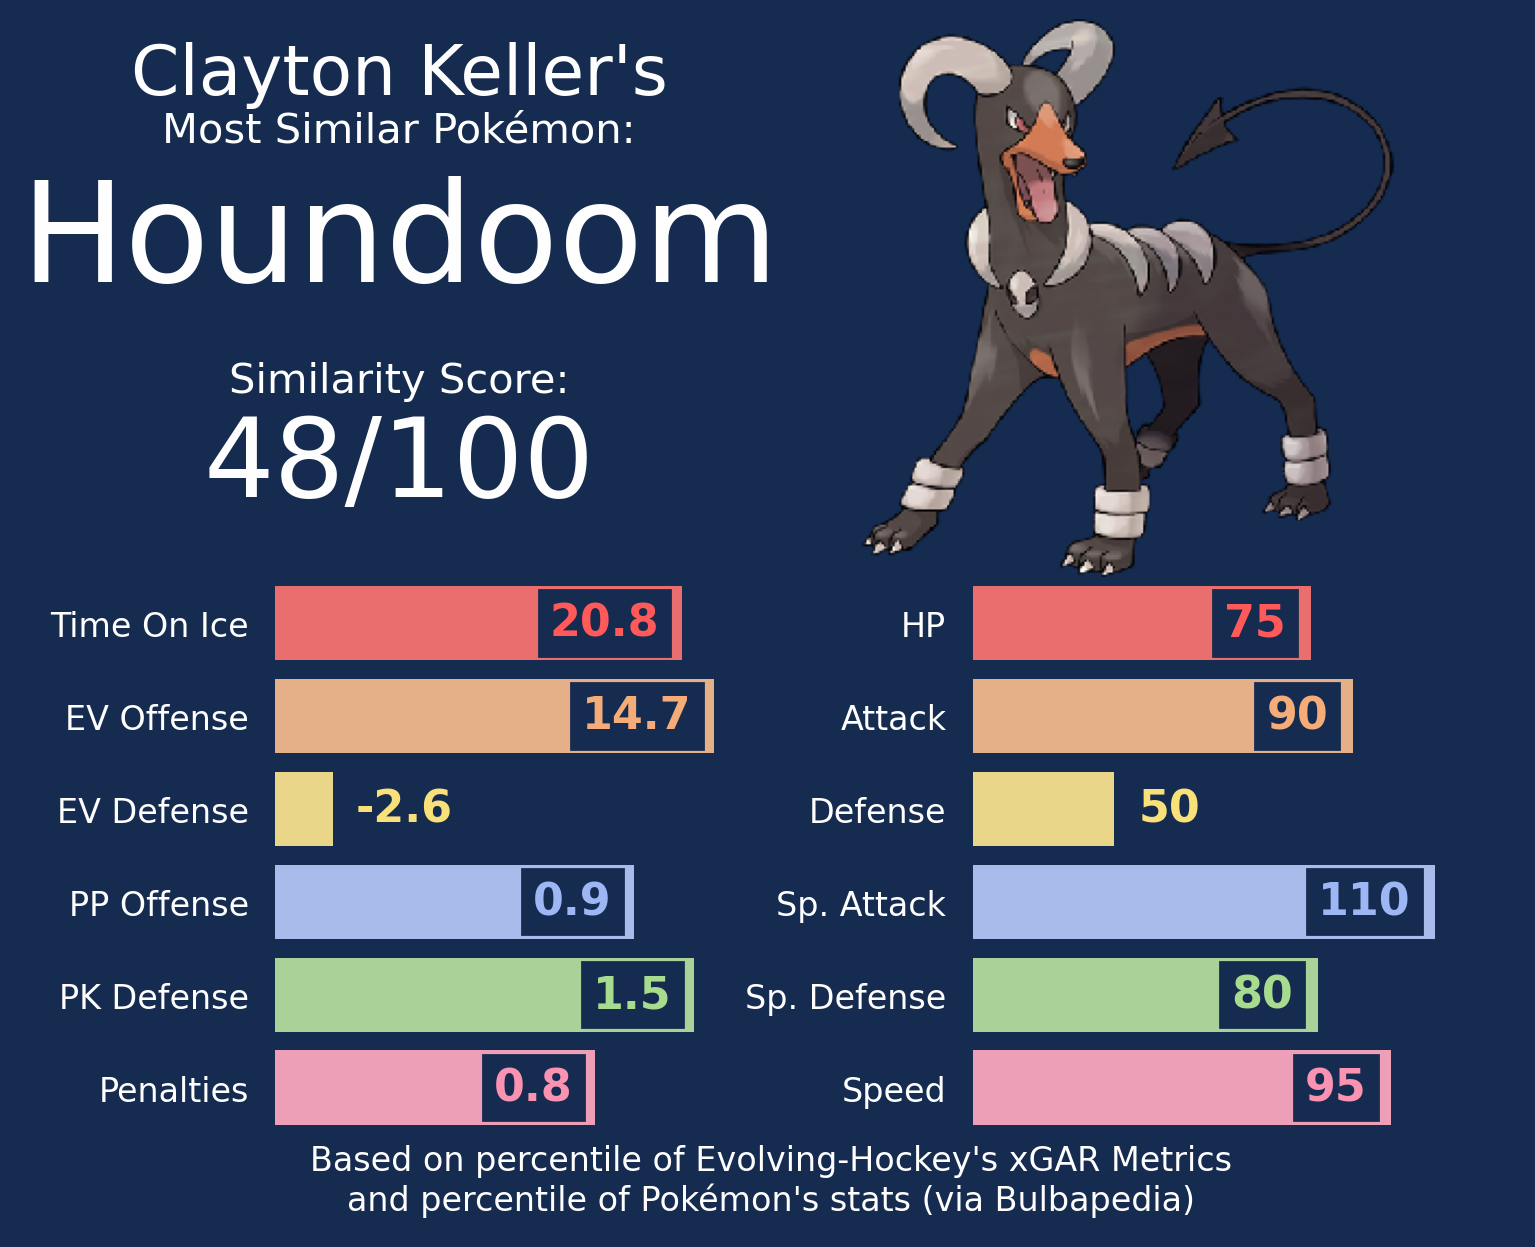 Clayton Keller's
Most Similar Pokémon:
Houndoom
Similarity Score:
48/100
Time On Ice 20.8
EV Offense 14.7
EV Defense -2.6
PP Offense 0.9
PK Defense 1.5
Penalties 0.8
HP 75
Attack 90
Defense 50
Sp. Attack 110
Sp. Defense 80
Speed 95
Based on percentile of Evolving-Hockey's xGAR Metrics
and percentile of Pokémon's stats (via Bulbapedia)